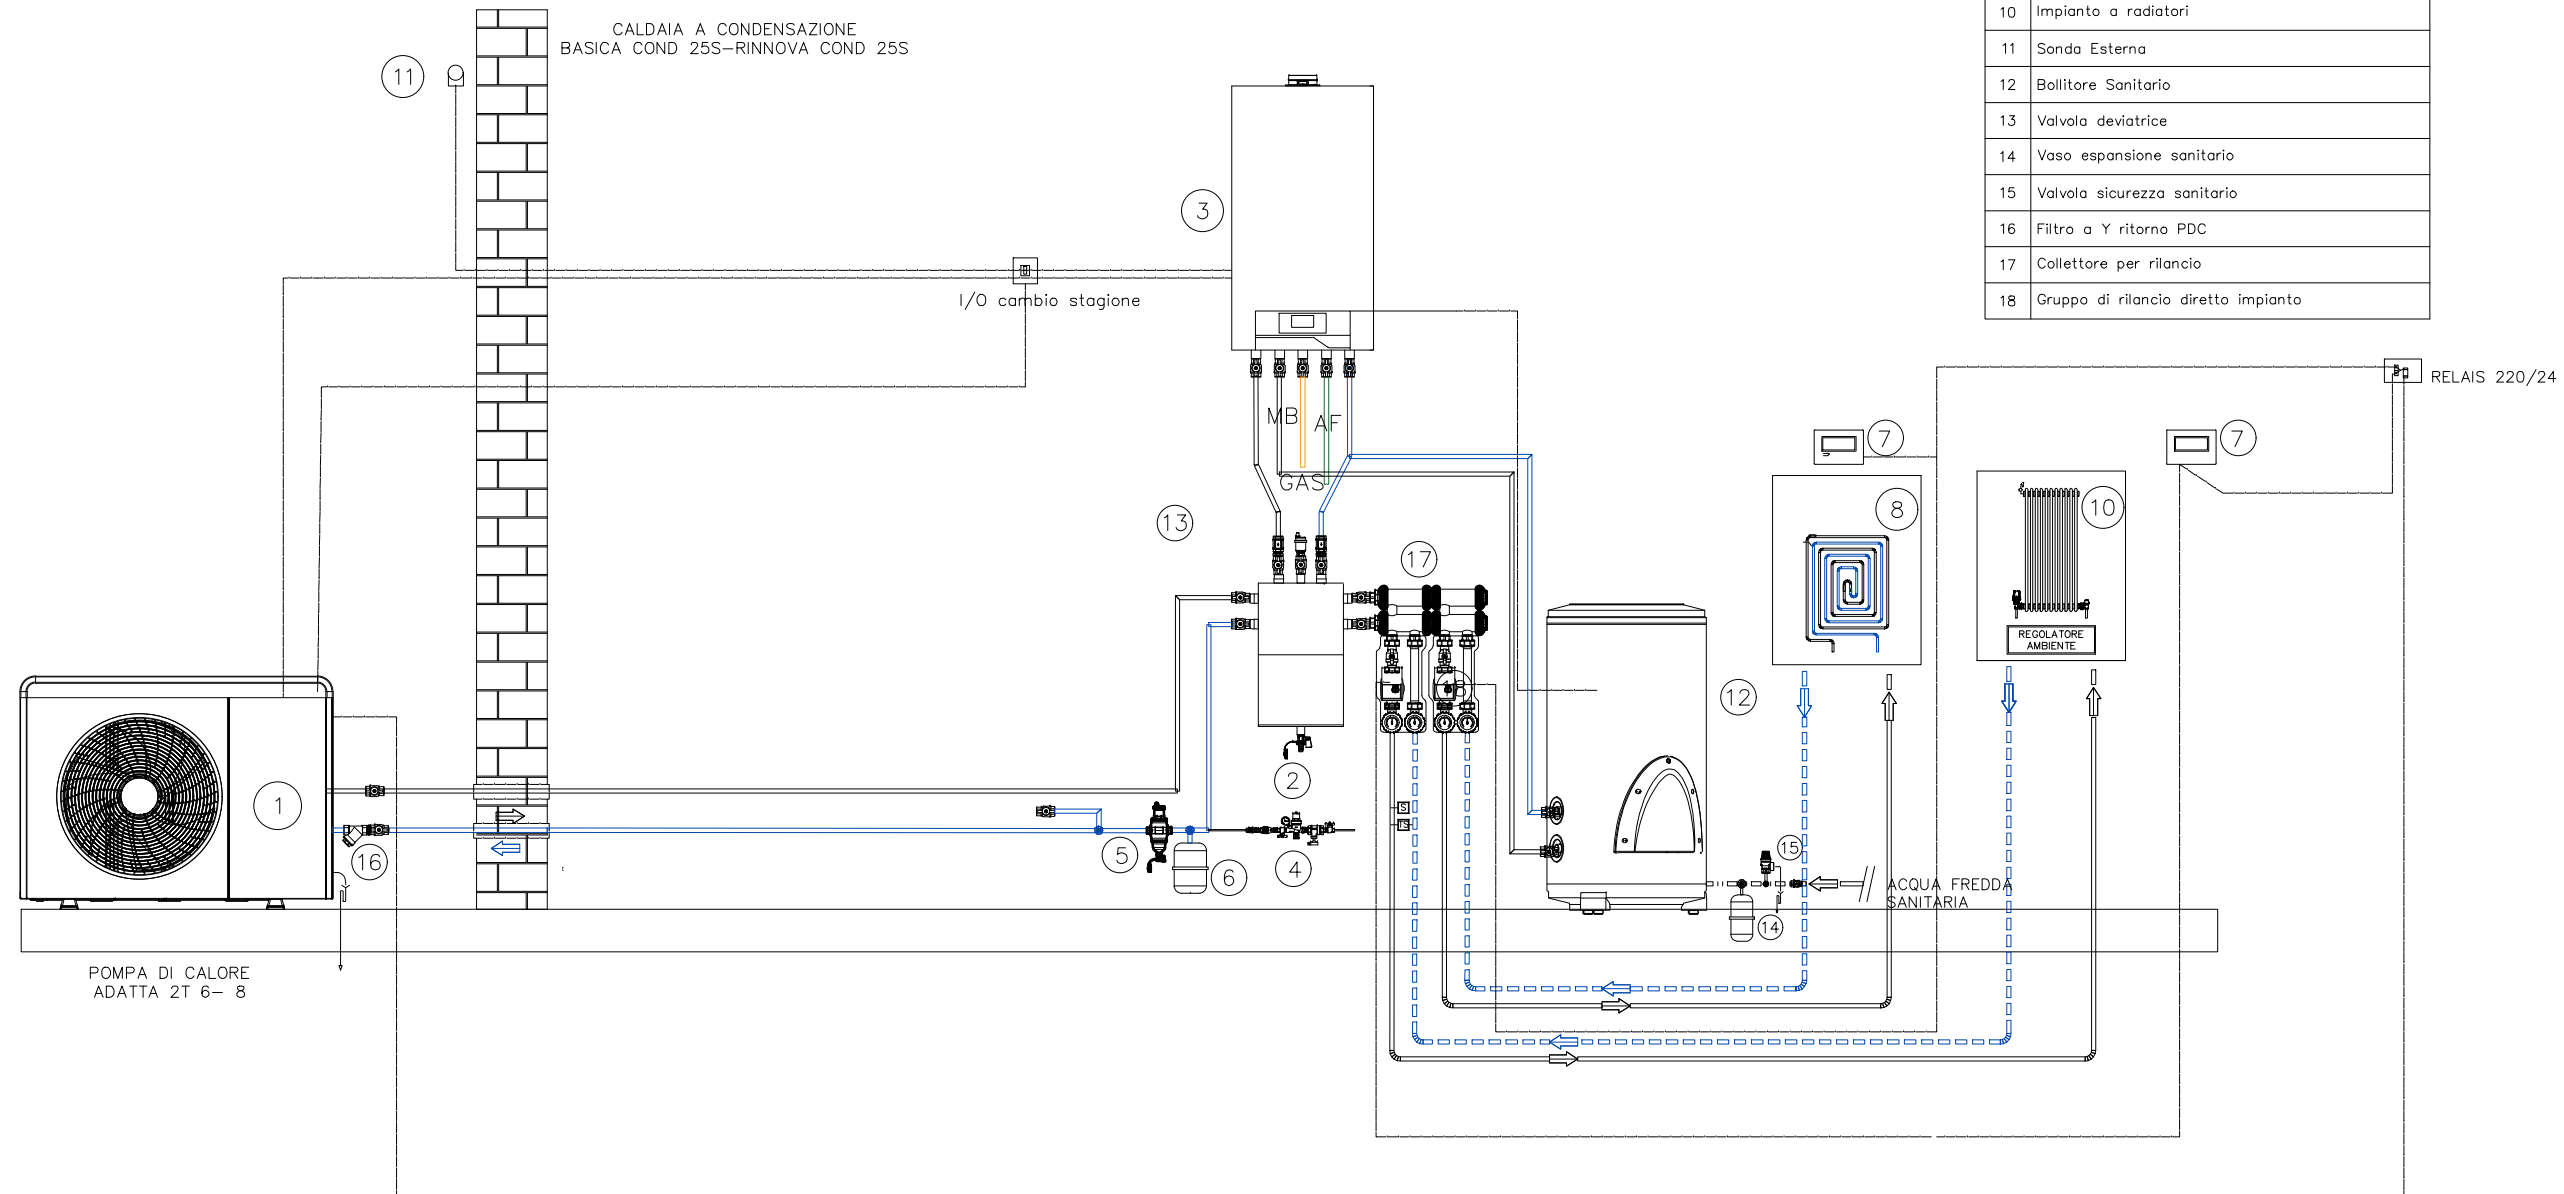 CALDAIA A CONDENSAZIONE
BASICA COND 25S-RINNOVA COND 25S
10 Impianto a radiatori
11 Sonda Esterna
12 Bollitore Sanitario
13 Valvola deviatrice
14 Vaso espansione sanitario
15 Valvola sicurezza sanitario
16 Filtro a Y ritorno PDC
17 Collettore per rilancio
18 Gruppo di rilancio diretto impianto
11
3
I/O cambio stagione
RELAIS 220/24
MB
AF
GAS
7
7
8
10
13
17
REGOLATORE
AMBIENTE
18
12
1
2
S
TS
16
5
6
4
15
ACQUA FREDDA
SANITARIA
14
POMPA DI CALORE
ADATTA 2T 6- 8